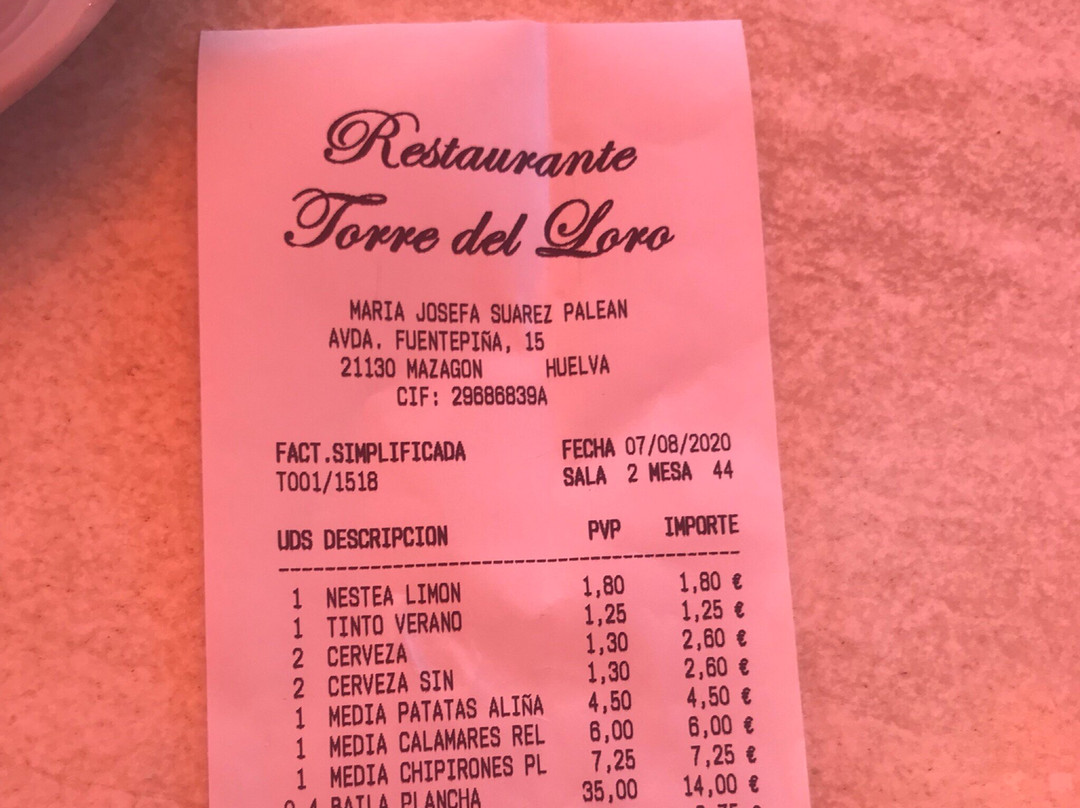 Restaurante
Torre del Loro
MARIA JOSEFA SUAREZ PALEAN
AVDA. FUENTEPIÑA, 15
21130 MAZAGON HUELVA
CIF: 29686839A
FACT.SIMPLIFICADA FECHA 07/08/2020
T001/1518 SALA 2 MESA 44
UDS DESCRIPCION PVP IMPORTE
1 NESTEA LIMON 1,80 1,80 €
1 TINTO VERANO 1,25 1,25 €
2 CERVEZA 1,30 2,60 €
2 CERVEZA SIN 1,30 2,60 €
1 MEDIA PATATAS ALIÑA 4,50 4,50 €
1 MEDIA CALAMARES REL 6,00 6,00 €
1 MEDIA CHIPIRONES PL 7,25 7,25 €
0,4 BAILA PLANCHA 35,00 14,00 €